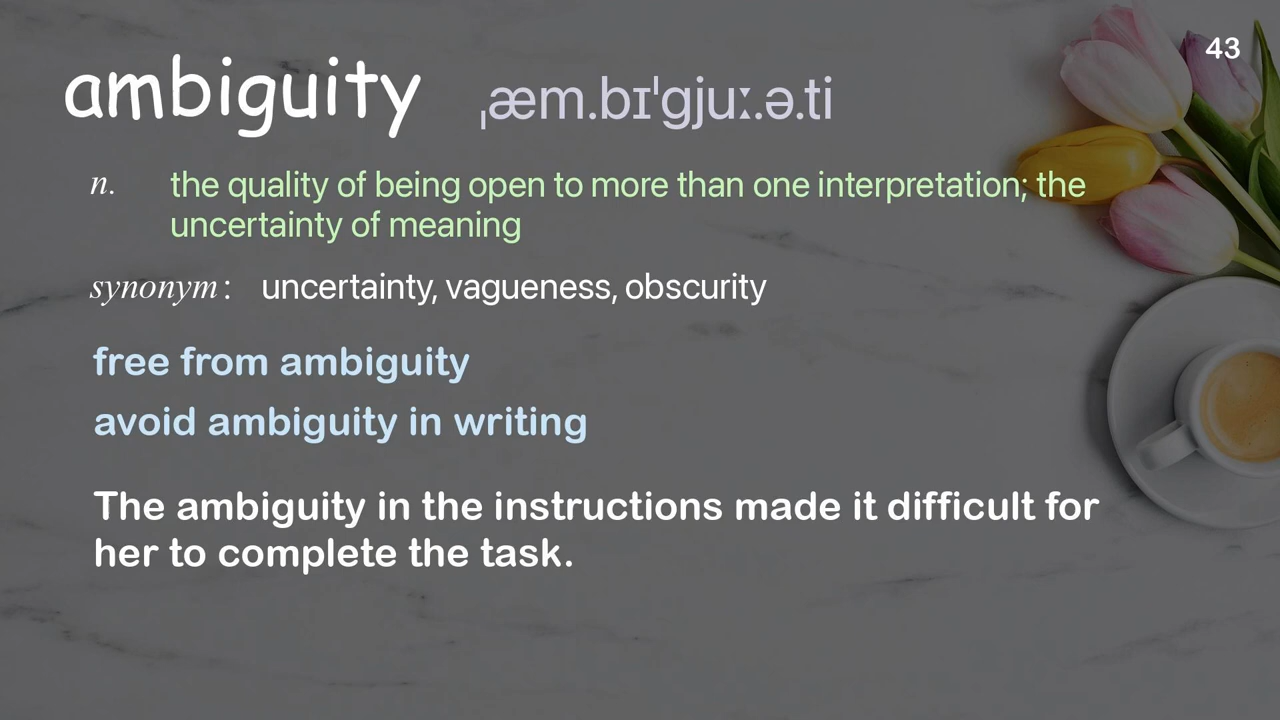 43
ambiguity ˌæm.bɪˈɡjuː.ə.ti
n. the quality of being open to more than one interpretation; the
uncertainty of meaning
synonym: uncertainty, vagueness, obscurity
free from ambiguity
avoid ambiguity in writing
The ambiguity in the instructions made it difficult for
her to complete the task.